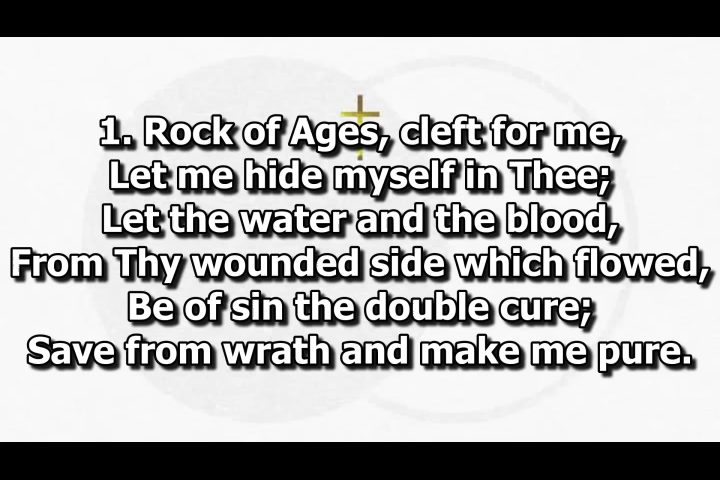 1. Rock of Ages, cleft for me,
Let me hide myself in Thee;
Let the water and the blood,
From Thy wounded side which flowed,
Be of sin the double cure;
Save from wrath and make me pure.